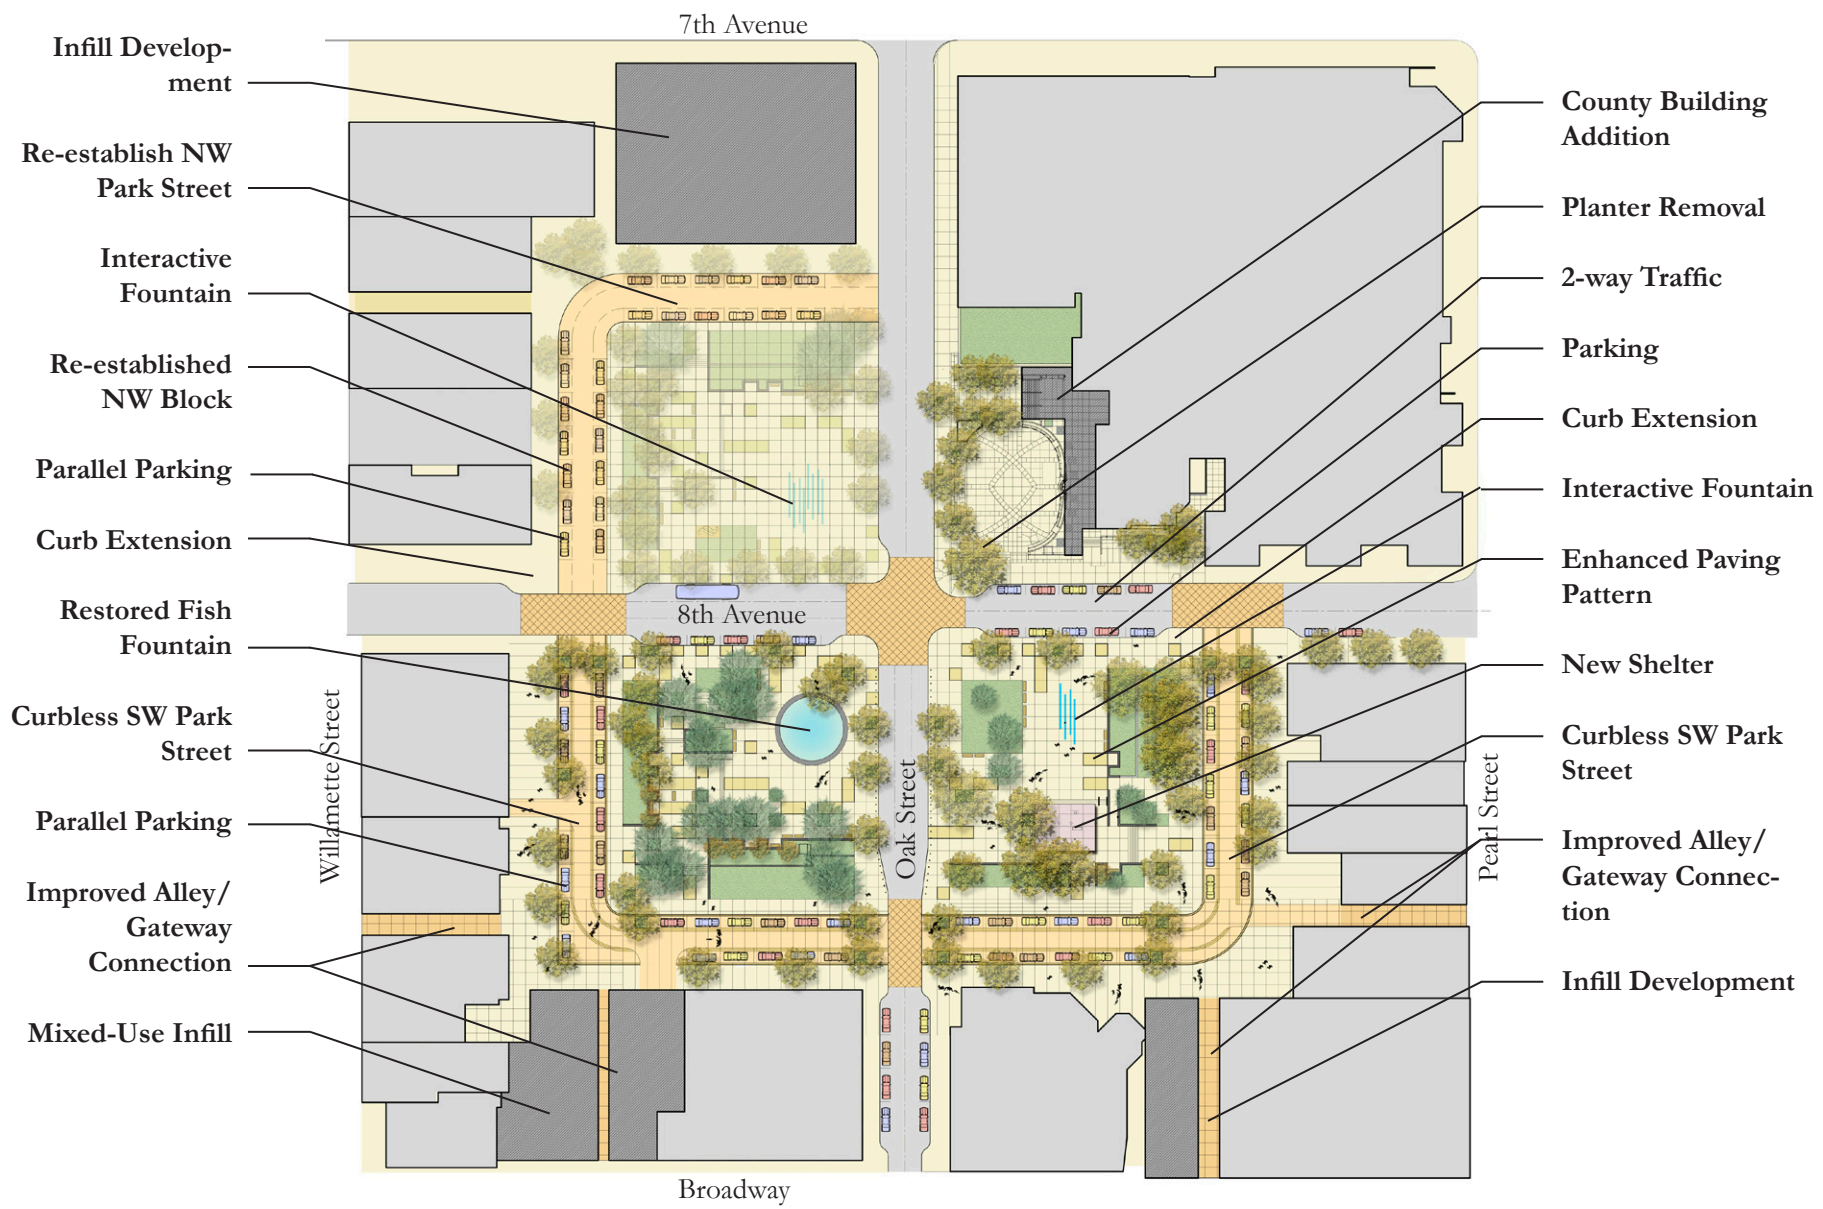 7th Avenue
Infill Develop-
ment
Re-establish NW
Park Street
Interactive
Fountain
Re-established
NW Block
Parallel Parking
Curb Extension
Restored Fish
Fountain
Curbless SW Park
Street
Parallel Parking
Improved Alley/
Gateway
Connection
Mixed-Use Infill
County Building
Addition
Planter Removal
2-way Traffic
Parking
Curb Extension
Interactive Fountain
Enhanced Paving
Pattern
New Shelter
Curbless SW Park
Street
Improved Alley/
Gateway Connec-
tion
Infill Development
8th Avenue
Willamette Street
Oak Street
Pearl Street
Broadway